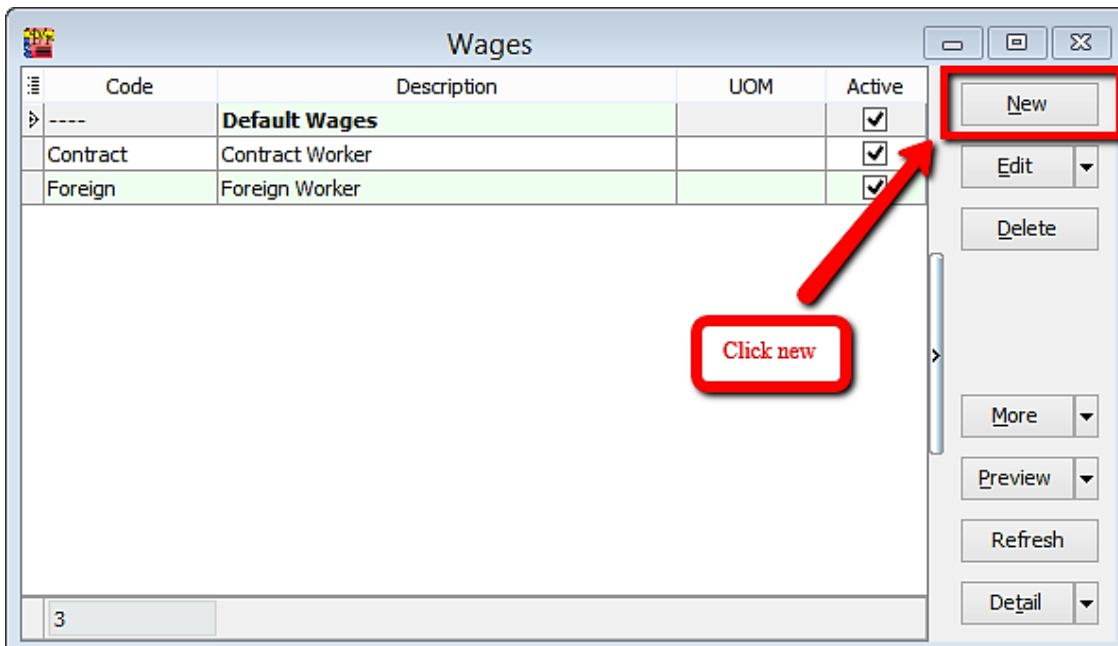 Wages
Code Description UOM Active
---- Default Wages
Contract Contract Worker
Foreign Foreign Worker
3
New
Edit
Delete
Click new
More
Preview
Refresh
Detail